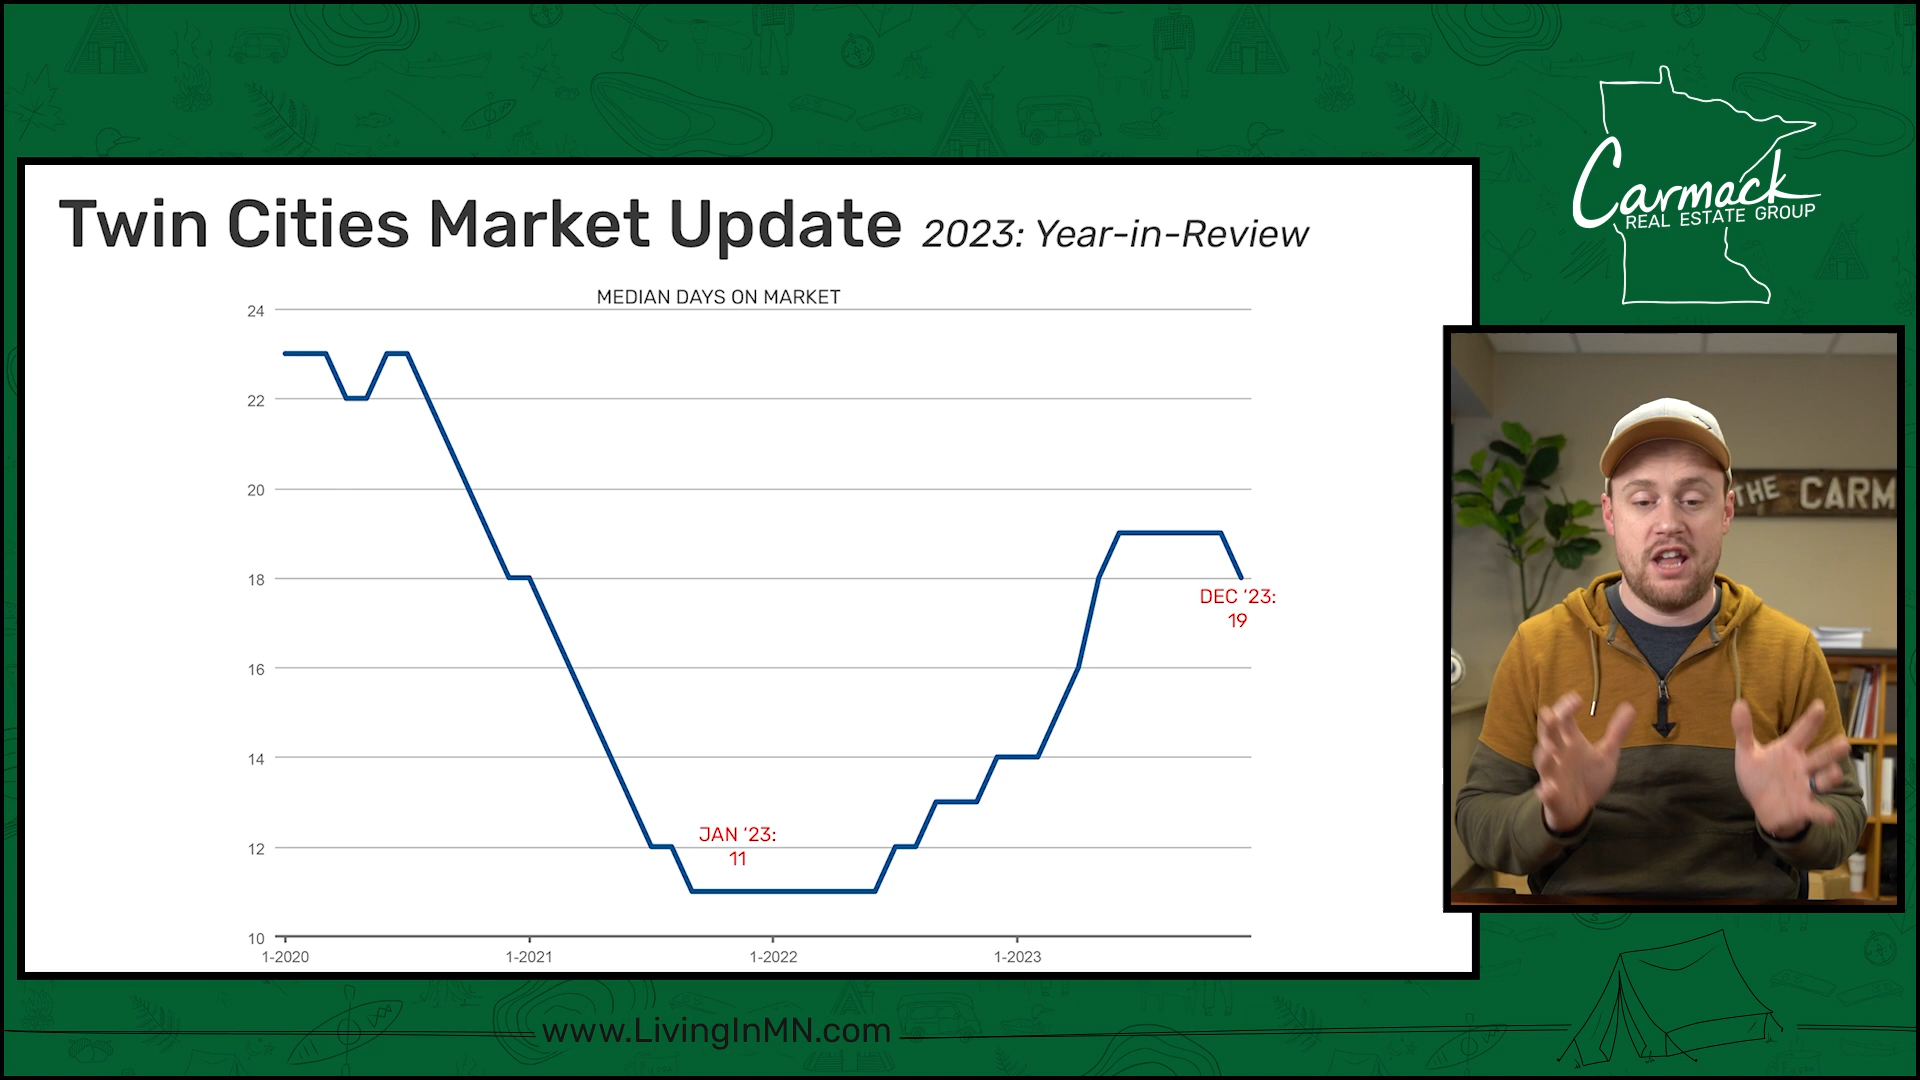 Twin Cities Market Update 2023: Year-in-Review
MEDIAN DAYS ON MARKET
24
22
20
18
16
14
12
10
1-2020
1-2021
1-2022
1-2023
JAN '23:
11
DEC '23:
19
Carmack
REAL ESTATE GROUP
THE CARM
www.LivingInMN.com